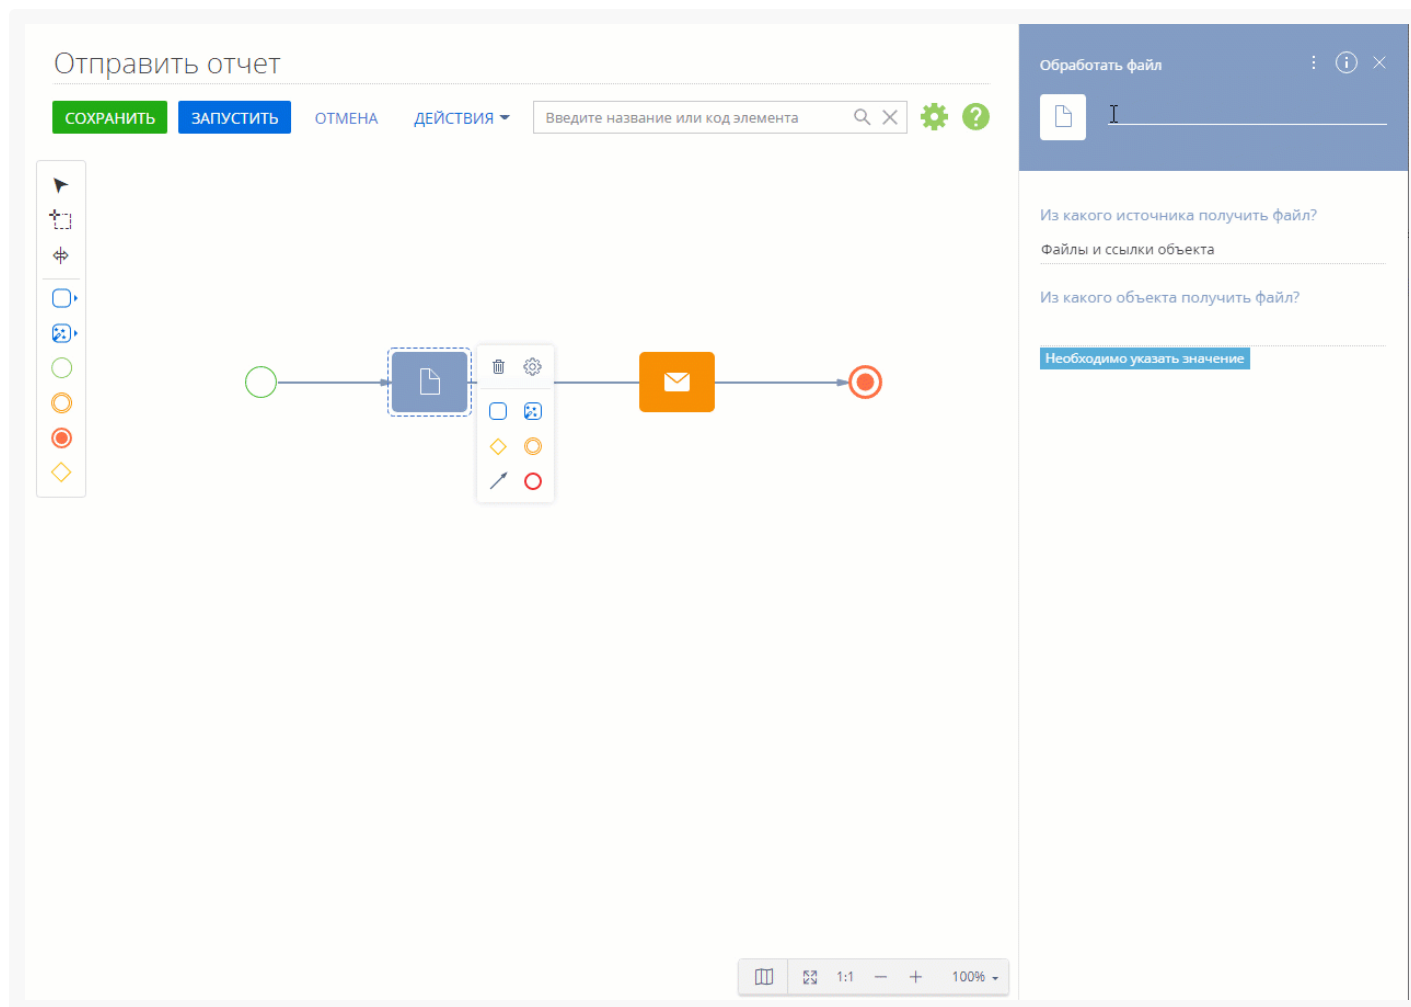 Отправить отчет
СОХРАНИТЬ ЗАПУСТИТЬ ОТМЕНА ДЕЙСТВИЯ Введите название или код элемента ?
Обработать файл i
Из какого источника получить файл?
Файлы и ссылки объекта
Из какого объекта получить файл?
Необходимо указать значение
1:1 100%